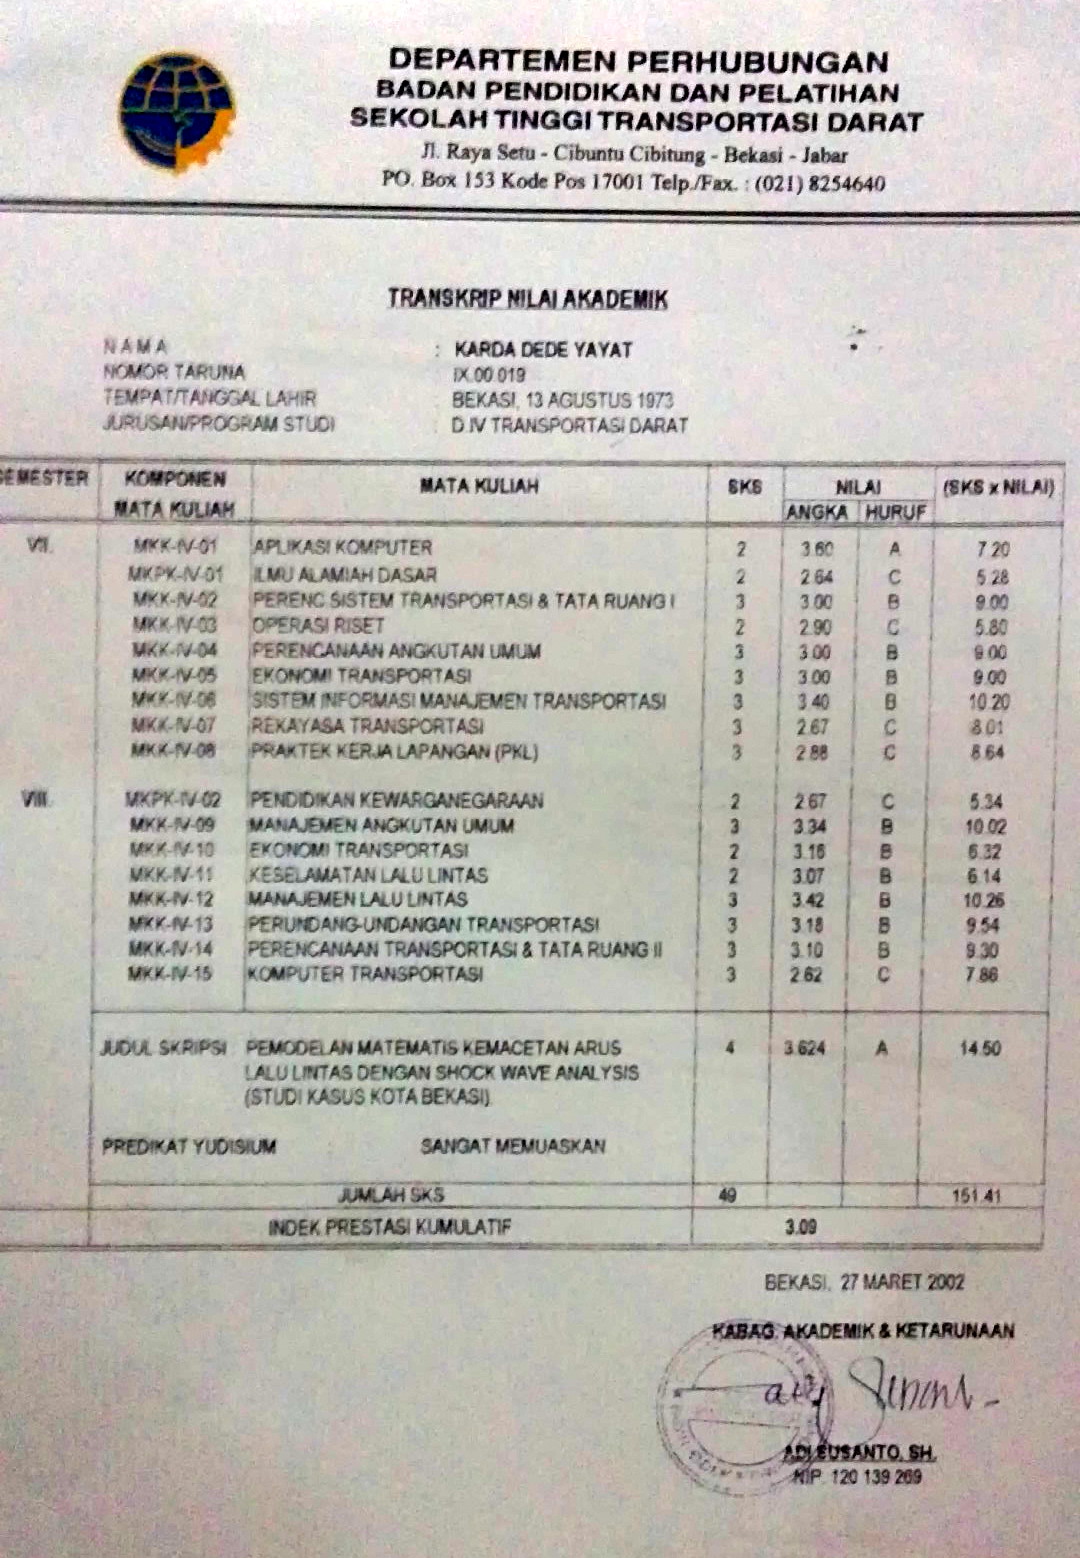 DEPARTEMEN PERHUBUNGAN
BADAN PENDIDIKAN DAN PELATIHAN
SEKOLAH TINGGI TRANSPORTASI DARAT
Jl. Raya Setu - Cibuntu Cibitung - Bekasi - Jabar
PO. Box 153 Kode Pos 17001 Telp./Fax. : (021) 8254640
TRANSKRIP NILAI AKADEMIK
N A M A : KARDA DEDE YAYAT
NOMOR TARUNA IX.00.019
TEMPAT/TANGGAL LAHIR : BEKASI, 13 AGUSTUS 1973
JURUSAN/PROGRAM STUDI : D.IV TRANSPORTASI DARAT
SEMESTER KOMPONEN MATA KULIAH SKS NILAI (SKS x NILAI)
MATA KULIAH ANGKA HURUF
VII. MKK-IV-01 APLIKASI KOMPUTER 2 3.60 A 7.20
MKPK-IV-01 ILMU ALAMIAH DASAR 2 2.64 C 5.28
MKK-IV-02 PERENC.SISTEM TRANSPORTASI & TATA RUANG I 3 3.00 B 9.00
MKK-IV-03 OPERASI RISET 2 2.90 C 5.80
MKK-IV-04 PERENCANAAN ANGKUTAN UMUM 3 3.00 B 9.00
MKK-IV-05 EKONOMI TRANSPORTASI 3 3.00 B 9.00
MKK-IV-06 SISTEM INFORMASI MANAJEMEN TRANSPORTASI 3 3.40 B 10.20
MKK-IV-07 REKAYASA TRANSPORTASI 3 2.67 C 8.01
MKK-IV-08 PRAKTEK KERJA LAPANGAN (PKL) 3 2.88 C 8.64
VIII. MKPK-IV-02 PENDIDIKAN KEWARGANEGARAAN 2 2.67 C 5.34
MKK-IV-09 MANAJEMEN ANGKUTAN UMUM 3 3.34 B 10.02
MKK-IV-10 EKONOMI TRANSPORTASI 2 3.16 B 6.32
MKK-IV-11 KESELAMATAN LALU LINTAS 2 3.07 B 6.14
MKK-IV-12 MANAJEMEN LALU LINTAS 3 3.42 B 10.26
MKK-IV-13 PERUNDANG-UNDANGAN TRANSPORTASI 3 3.18 B 9.54
MKK-IV-14 PERENCANAAN TRANSPORTASI & TATA RUANG II 3 3.10 B 9.30
MKK-IV-15 KOMPUTER TRANSPORTASI 3 2.62 C 7.86
JUDUL SKRIPSI PEMODELAN MATEMATIS KEMACETAN ARUS 4 3.624 A 14.50
LALU LINTAS DENGAN SHOCK WAVE ANALYSIS
(STUDI KASUS KOTA BEKASI)
PREDIKAT YUDISIUM SANGAT MEMUASKAN
JUMLAH SKS 49 151.41
INDEK PRESTASI KUMULATIF 3.09
BEKASI, 27 MARET 2002
KABAG. AKADEMIK & KETARUNAAN
ADI SUSANTO, SH.
NIP. 120 139 269